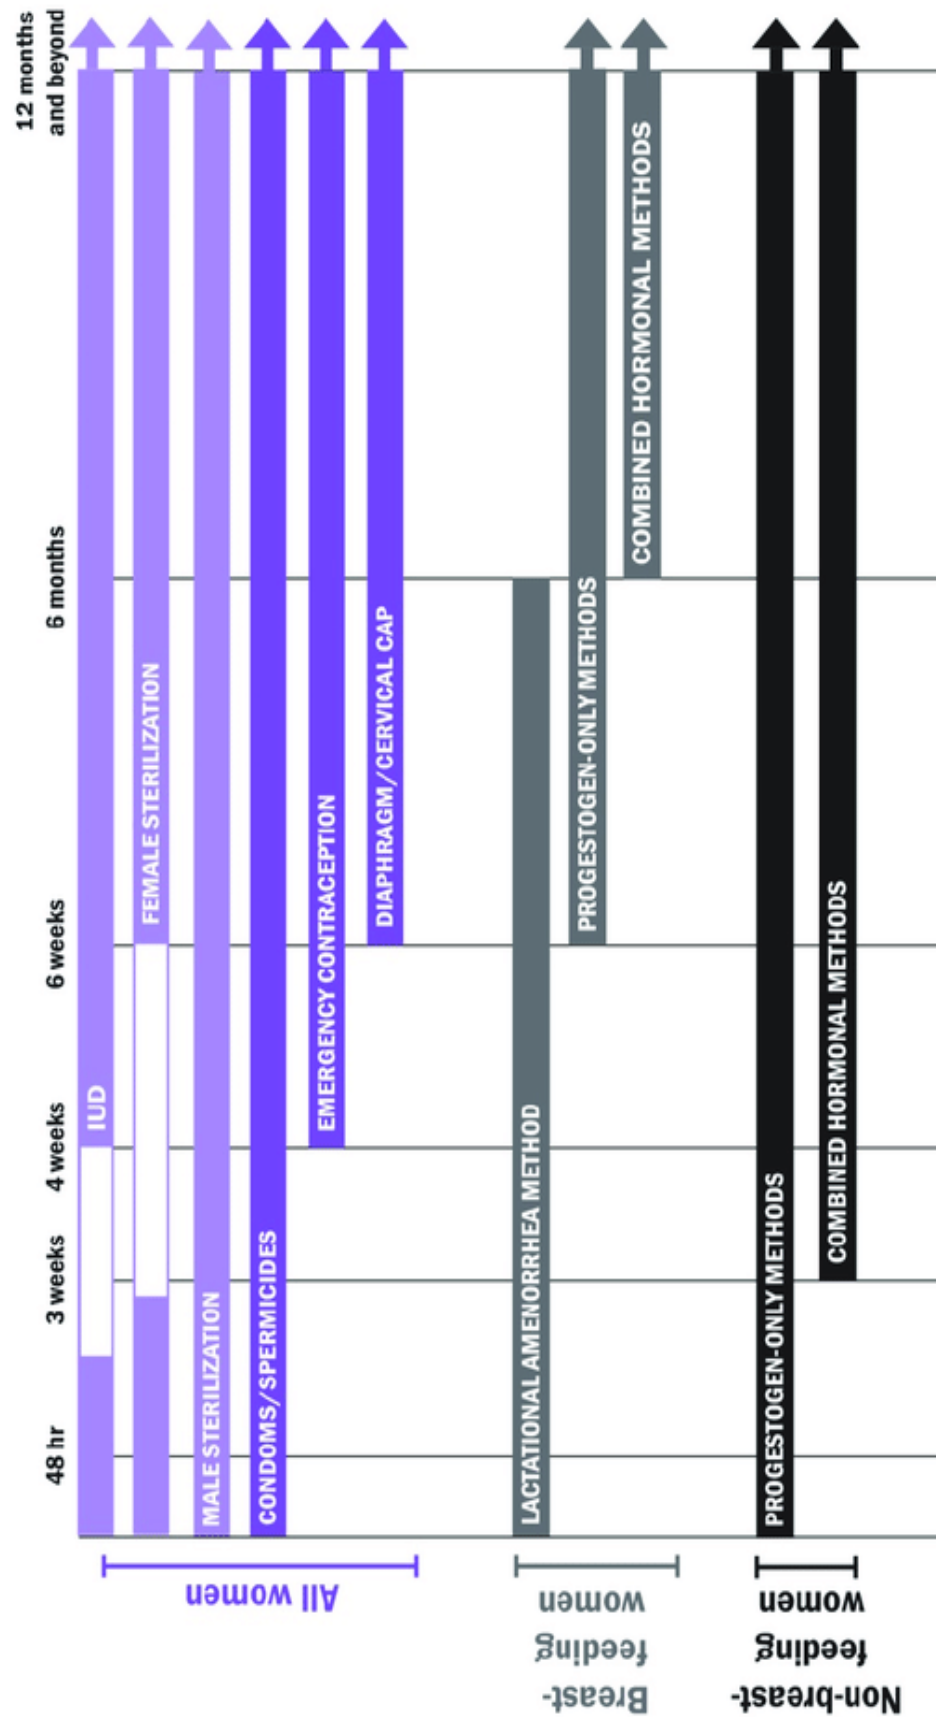 48 hr
3 weeks
4 weeks
6 weeks
6 months
12 months
and beyond
All women
IUD
FEMALE STERILIZATION
MALE STERILIZATION
CONDOMS/SPERMICIDES
EMERGENCY CONTRACEPTION
DIAPHRAGM/CERVICAL CAP
Breast-
feeding
women
LACTATIONAL AMENORRHEA METHOD
PROGESTOGEN-ONLY METHODS
COMBINED HORMONAL METHODS
Non-breast-
feeding
women
PROGESTOGEN-ONLY METHODS
COMBINED HORMONAL METHODS